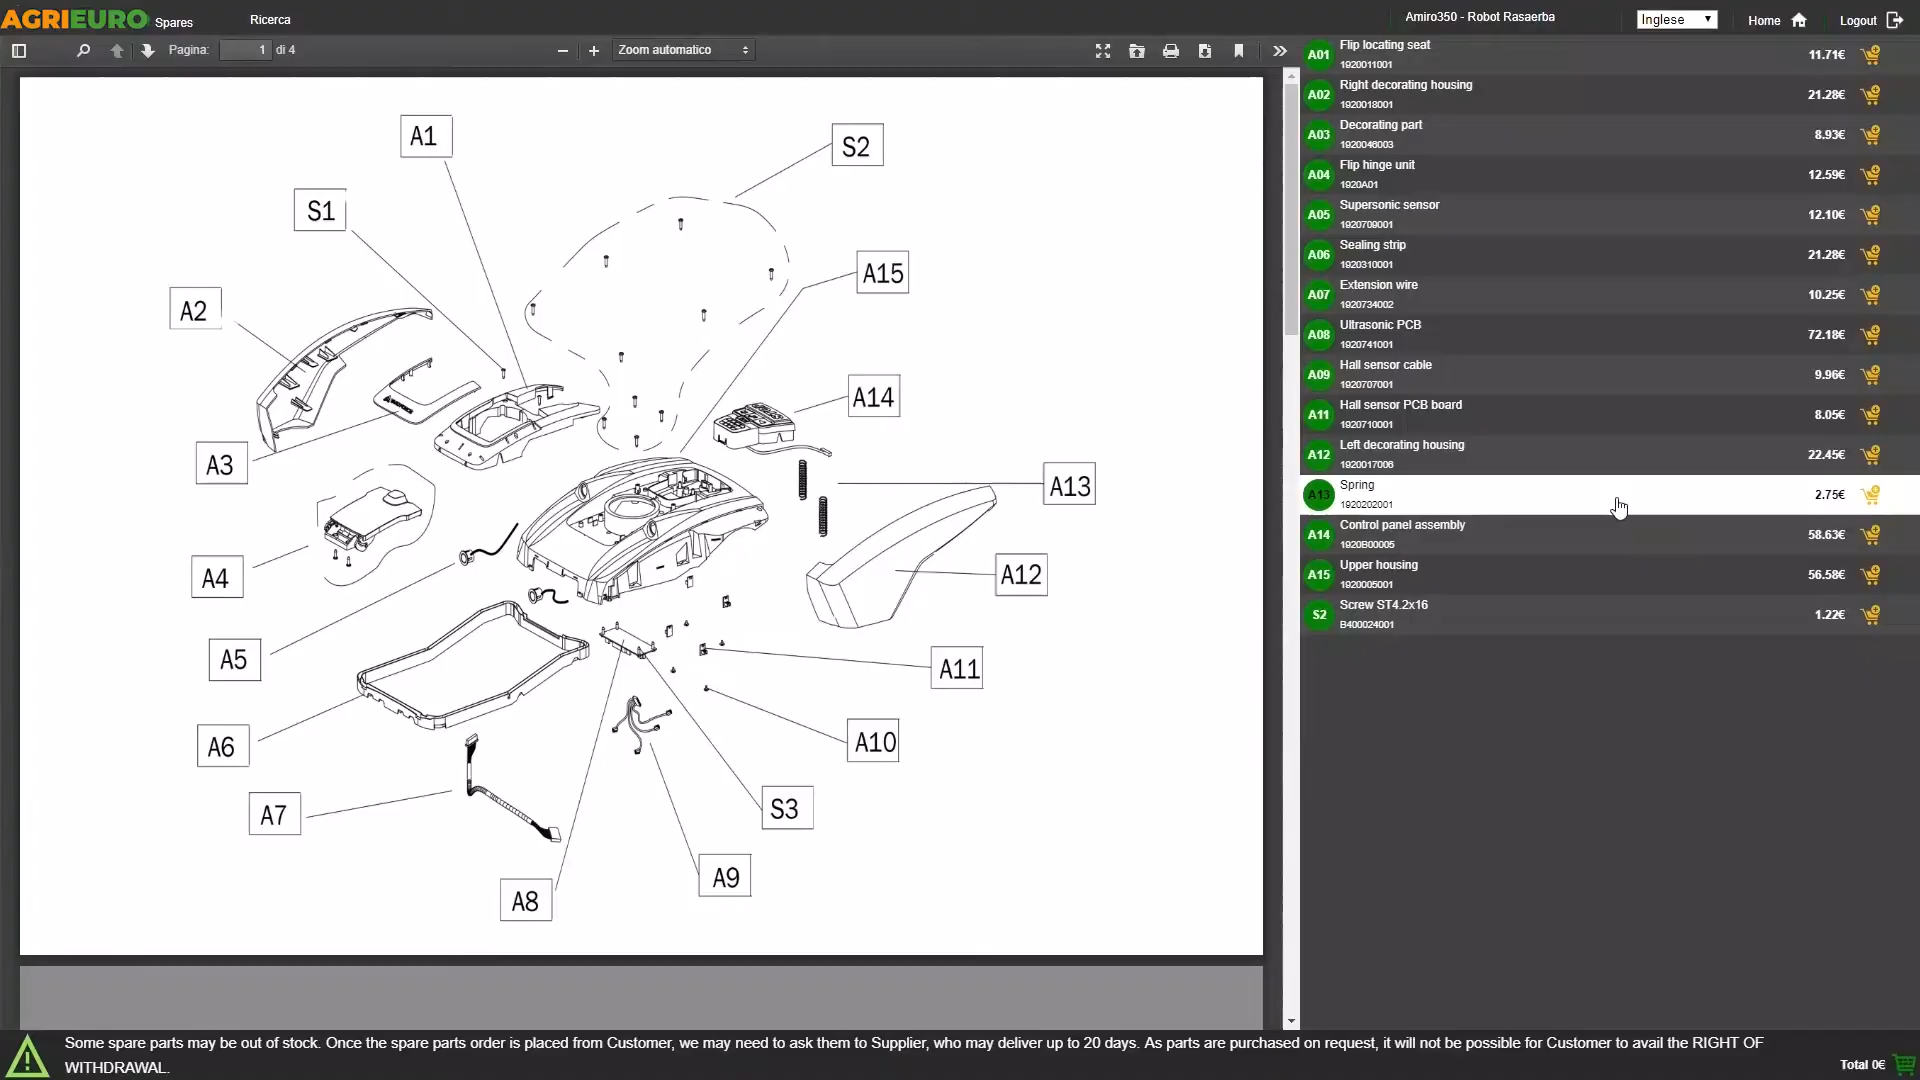 AGRIEURO Spares
Ricerca
Amiro350 - Robot Rasaerba
Inglese
Home
Logout
Pagina: 1 di 4
Zoom automatico
A1
S2
S1
A15
A2
A14
A3
A13
A4
A12
A5
A11
A6
A10
A7
S3
A9
A8
A01 Flip locating seat 11.71€
1920011001
A02 Right decorating housing 21.28€
1920018001
A03 Decorating part 8.93€
1920046003
A04 Flip hinge unit 12.59€
1920A01
A05 Supersonic sensor 12.10€
1920709001
A06 Sealing strip 21.28€
1920310001
A07 Extension wire 10.25€
1920734002
A08 Ultrasonic PCB 72.18€
1920741001
A09 Hall sensor cable 9.96€
1920707001
A11 Hall sensor PCB board 8.05€
1920710001
A12 Left decorating housing 22.45€
1920017006
A13 Spring 2.75€
1920202001
A14 Control panel assembly 58.63€
1920B00005
A15 Upper housing 56.58€
1920005001
S2 Screw ST4.2x16 1.22€
B400024001
Some spare parts may be out of stock. Once the spare parts order is placed from Customer, we may need to ask them to Supplier, who may deliver up to 20 days. As parts are purchased on request, it will not be possible for Customer to avail the RIGHT OF
WITHDRAWAL.
Total 0€